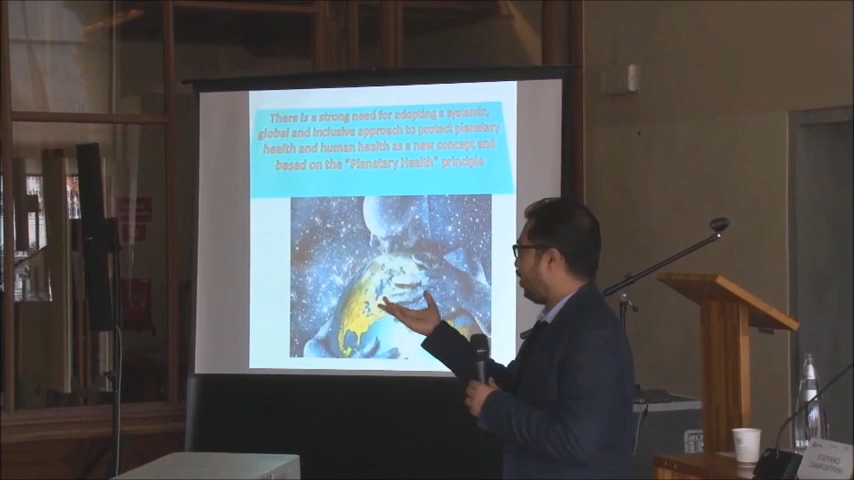 There is a strong need for adopting a systemic,
global and inclusive approach to protect planetary
health and human health as a new concept and
based on the "Planetary Health" principle
STEFANO